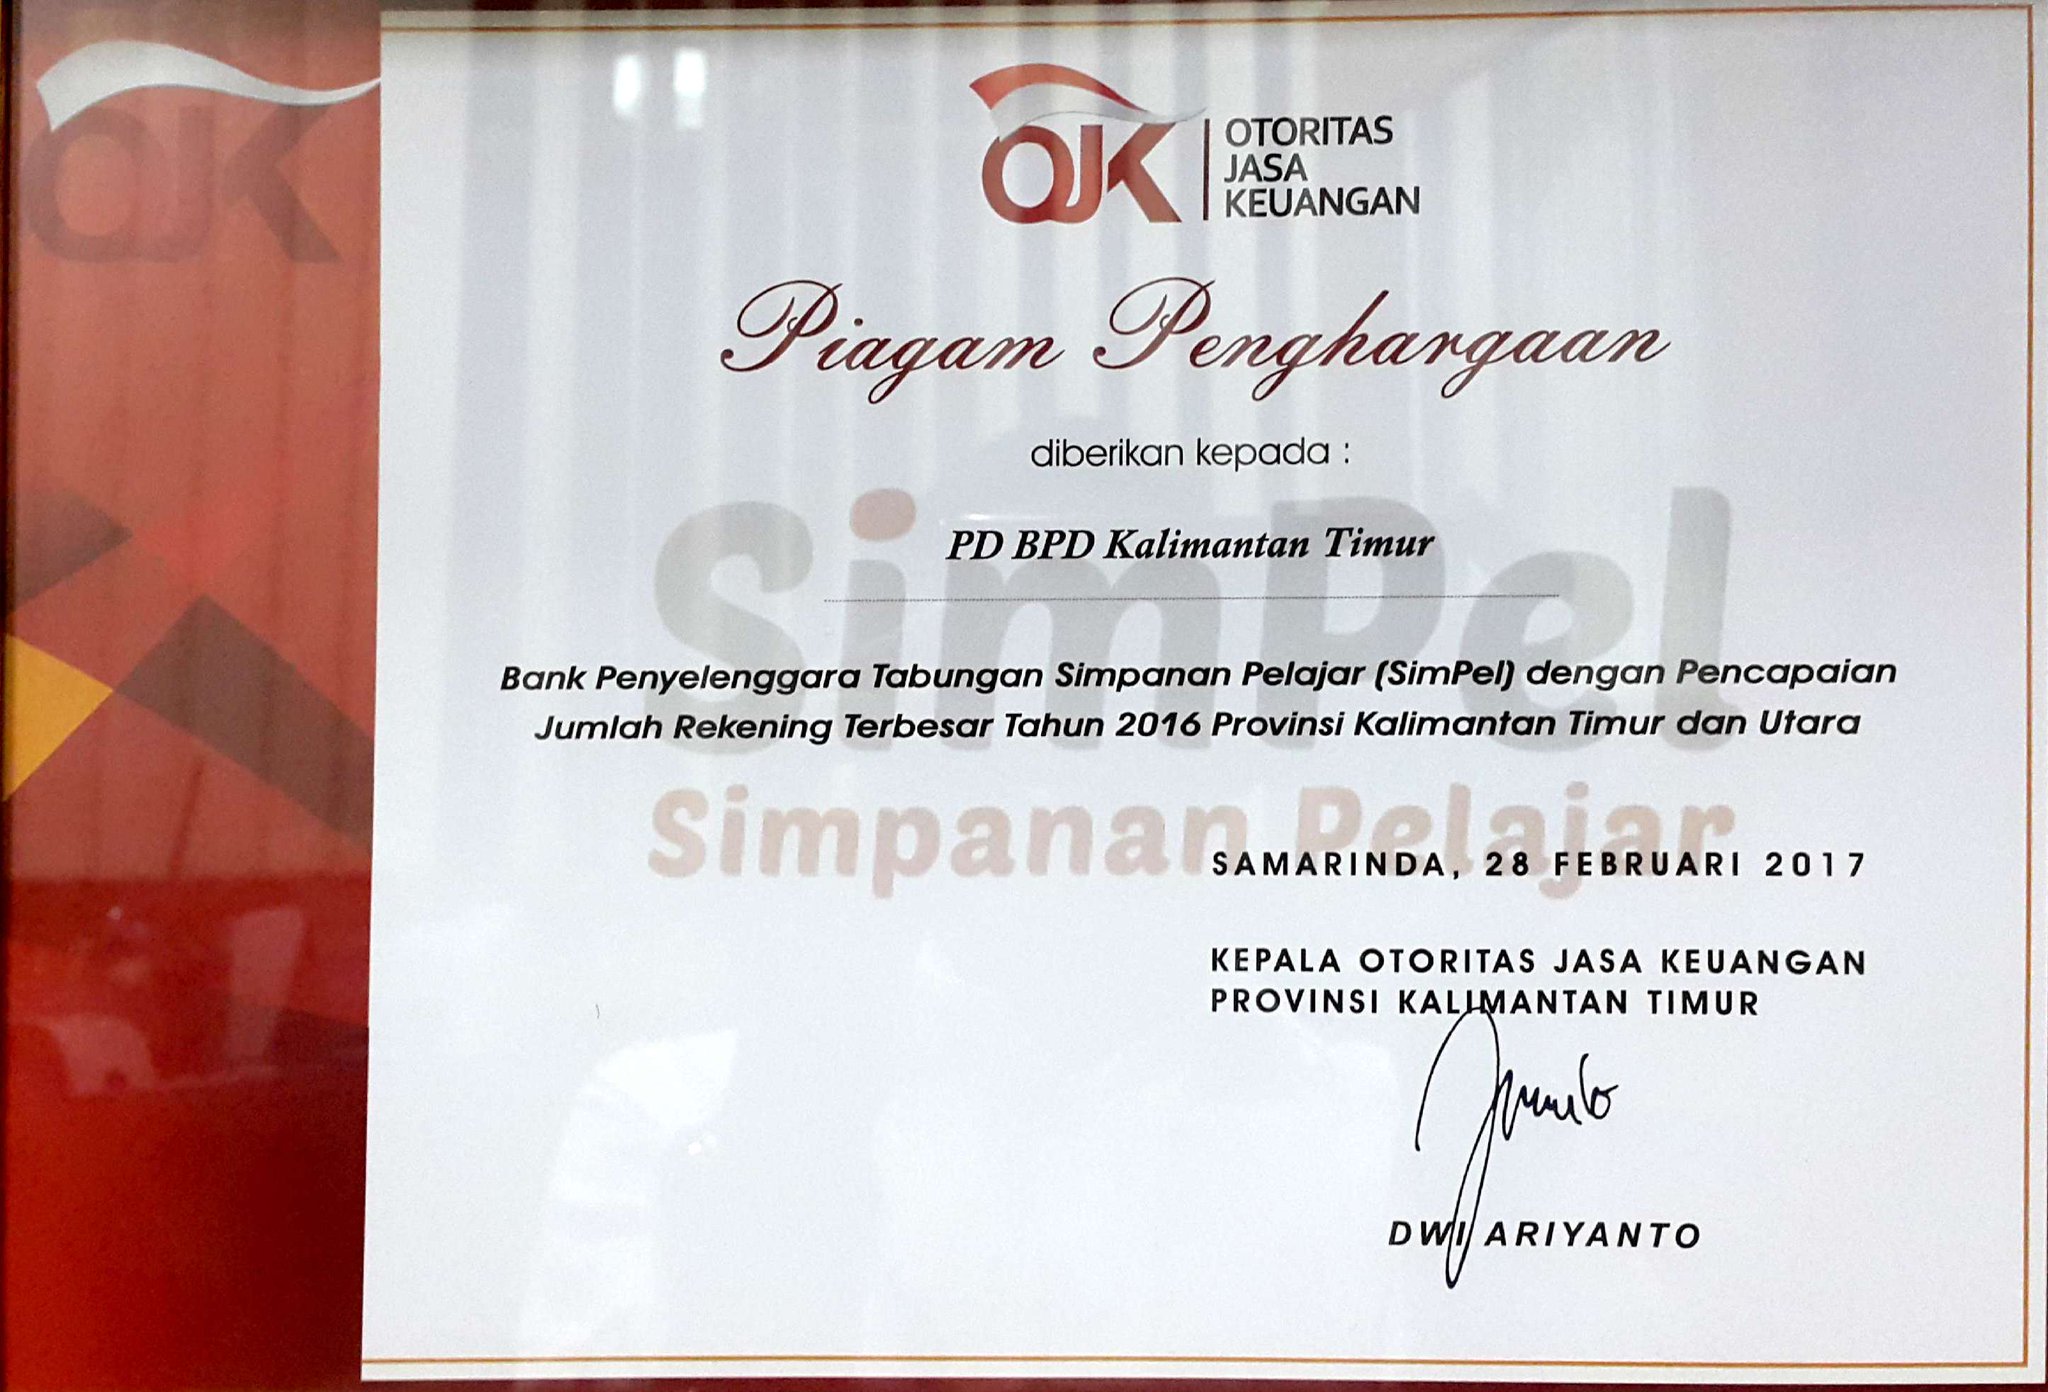 OJK
OJK
OTORITAS
JASA
KEUANGAN
Piagam Penghargaan
diberikan kepada :
PD BPD Kalimantan Timur
SimPel
Bank Penyelenggara Tabungan Simpanan Pelajar (SimPel) dengan Pencapaian
Jumlah Rekening Terbesar Tahun 2016 Provinsi Kalimantan Timur dan Utara
Simpanan Pelajar
SAMARINDA, 28 FEBRUARI 2017
KEPALA OTORITAS JASA KEUANGAN
PROVINSI KALIMANTAN TIMUR
DWI ARIYANTO